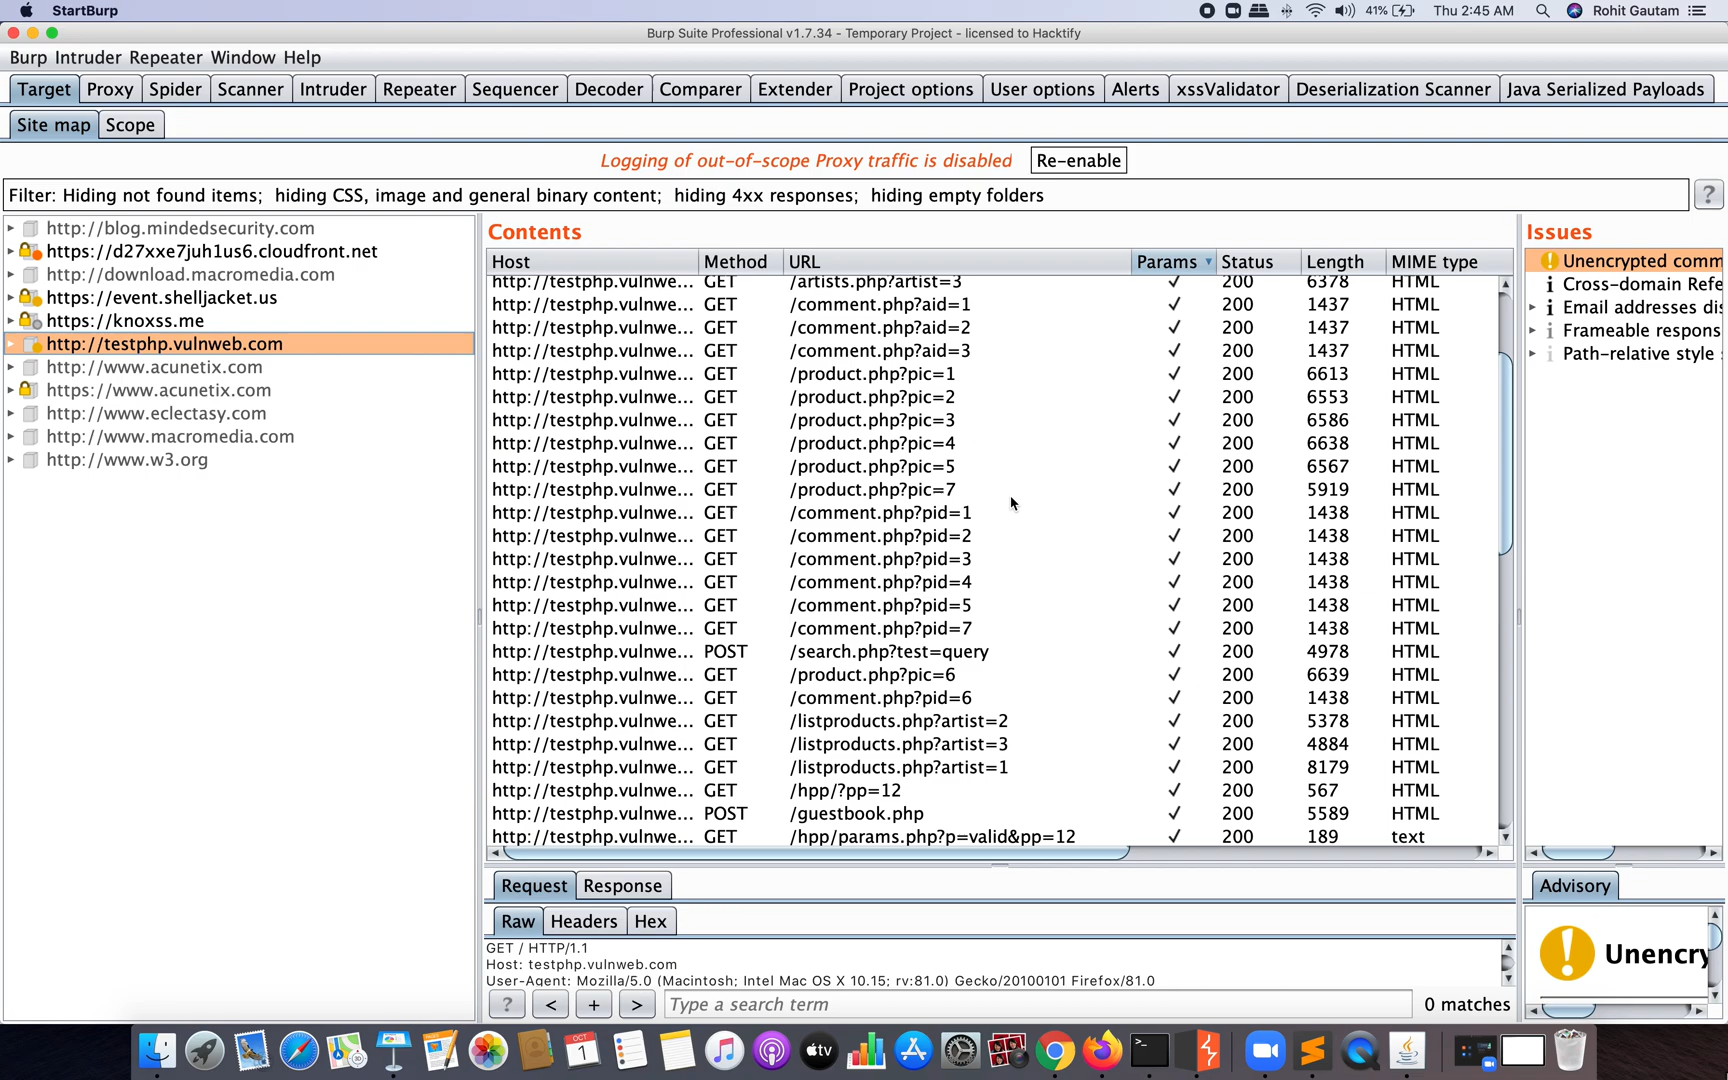 StartBurp 41% Thu 2:45 AM Rohit Gautam
Burp Suite Professional v1.7.34 - Temporary Project - licensed to Hacktify
Burp Intruder Repeater Window Help
Target Proxy Spider Scanner Intruder Repeater Sequencer Decoder Comparer Extender Project options User options Alerts xssValidator Deserialization Scanner Java Serialized Payloads
Site map Scope
Logging of out-of-scope Proxy traffic is disabled Re-enable
Filter: Hiding not found items; hiding CSS, image and general binary content; hiding 4xx responses; hiding empty folders ?
http://blog.mindedsecurity.com
https://d27xxe7juh1us6.cloudfront.net
http://download.macromedia.com
https://event.shelljacket.us
https://knoxss.me
http://testphp.vulnweb.com
http://www.acunetix.com
https://www.acunetix.com
http://www.eclectasy.com
http://www.macromedia.com
http://www.w3.org
Contents
Host Method URL Params Status Length MIME type
http://testphp.vulnwe... GET /artists.php?artist=3 ✓ 200 6378 HTML
http://testphp.vulnwe... GET /comment.php?aid=1 ✓ 200 1437 HTML
http://testphp.vulnwe... GET /comment.php?aid=2 ✓ 200 1437 HTML
http://testphp.vulnwe... GET /comment.php?aid=3 ✓ 200 1437 HTML
http://testphp.vulnwe... GET /product.php?pic=1 ✓ 200 6613 HTML
http://testphp.vulnwe... GET /product.php?pic=2 ✓ 200 6553 HTML
http://testphp.vulnwe... GET /product.php?pic=3 ✓ 200 6586 HTML
http://testphp.vulnwe... GET /product.php?pic=4 ✓ 200 6638 HTML
http://testphp.vulnwe... GET /product.php?pic=5 ✓ 200 6567 HTML
http://testphp.vulnwe... GET /product.php?pic=7 ✓ 200 5919 HTML
http://testphp.vulnwe... GET /comment.php?pid=1 ✓ 200 1438 HTML
http://testphp.vulnwe... GET /comment.php?pid=2 ✓ 200 1438 HTML
http://testphp.vulnwe... GET /comment.php?pid=3 ✓ 200 1438 HTML
http://testphp.vulnwe... GET /comment.php?pid=4 ✓ 200 1438 HTML
http://testphp.vulnwe... GET /comment.php?pid=5 ✓ 200 1438 HTML
http://testphp.vulnwe... GET /comment.php?pid=7 ✓ 200 1438 HTML
http://testphp.vulnwe... POST /search.php?test=query ✓ 200 4978 HTML
http://testphp.vulnwe... GET /product.php?pic=6 ✓ 200 6639 HTML
http://testphp.vulnwe... GET /comment.php?pid=6 ✓ 200 1438 HTML
http://testphp.vulnwe... GET /listproducts.php?artist=2 ✓ 200 5378 HTML
http://testphp.vulnwe... GET /listproducts.php?artist=3 ✓ 200 4884 HTML
http://testphp.vulnwe... GET /listproducts.php?artist=1 ✓ 200 8179 HTML
http://testphp.vulnwe... GET /hpp/?pp=12 ✓ 200 567 HTML
http://testphp.vulnwe... POST /guestbook.php ✓ 200 5589 HTML
http://testphp.vulnwe... GET /hpp/params.php?p=valid&pp=12 ✓ 200 189 text
Issues
Unencrypted comm
Cross-domain Refe
Email addresses dis
Frameable respons
Path-relative style
Request Response
Raw Headers Hex
GET / HTTP/1.1
Host: testphp.vulnweb.com
User-Agent: Mozilla/5.0 (Macintosh; Intel Mac OS X 10.15; rv:81.0) Gecko/20100101 Firefox/81.0
? < + > Type a search term 0 matches
Advisory
Unencry
OCT
1
tv